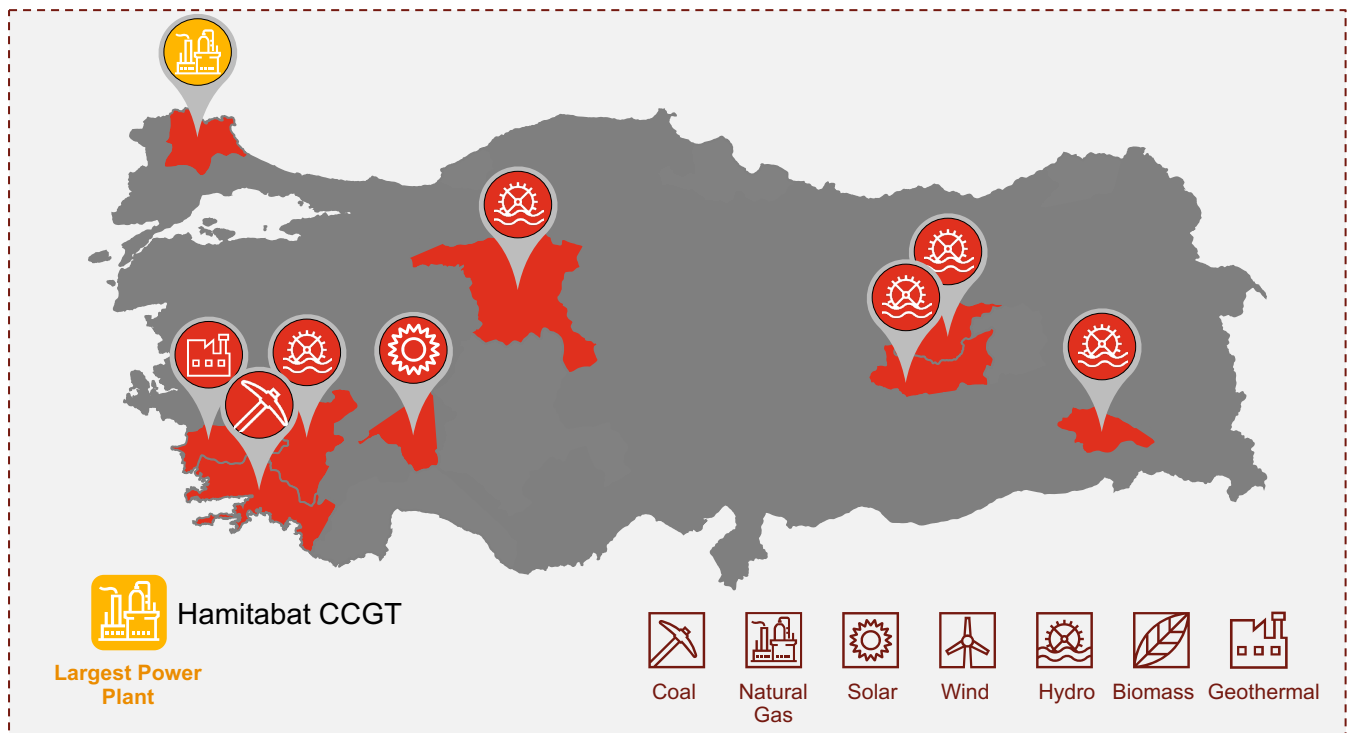 Hamitabat CCGT
Largest Power
Plant
Coal
Natural
Gas
Solar
Wind
Hydro
Biomass
Geothermal